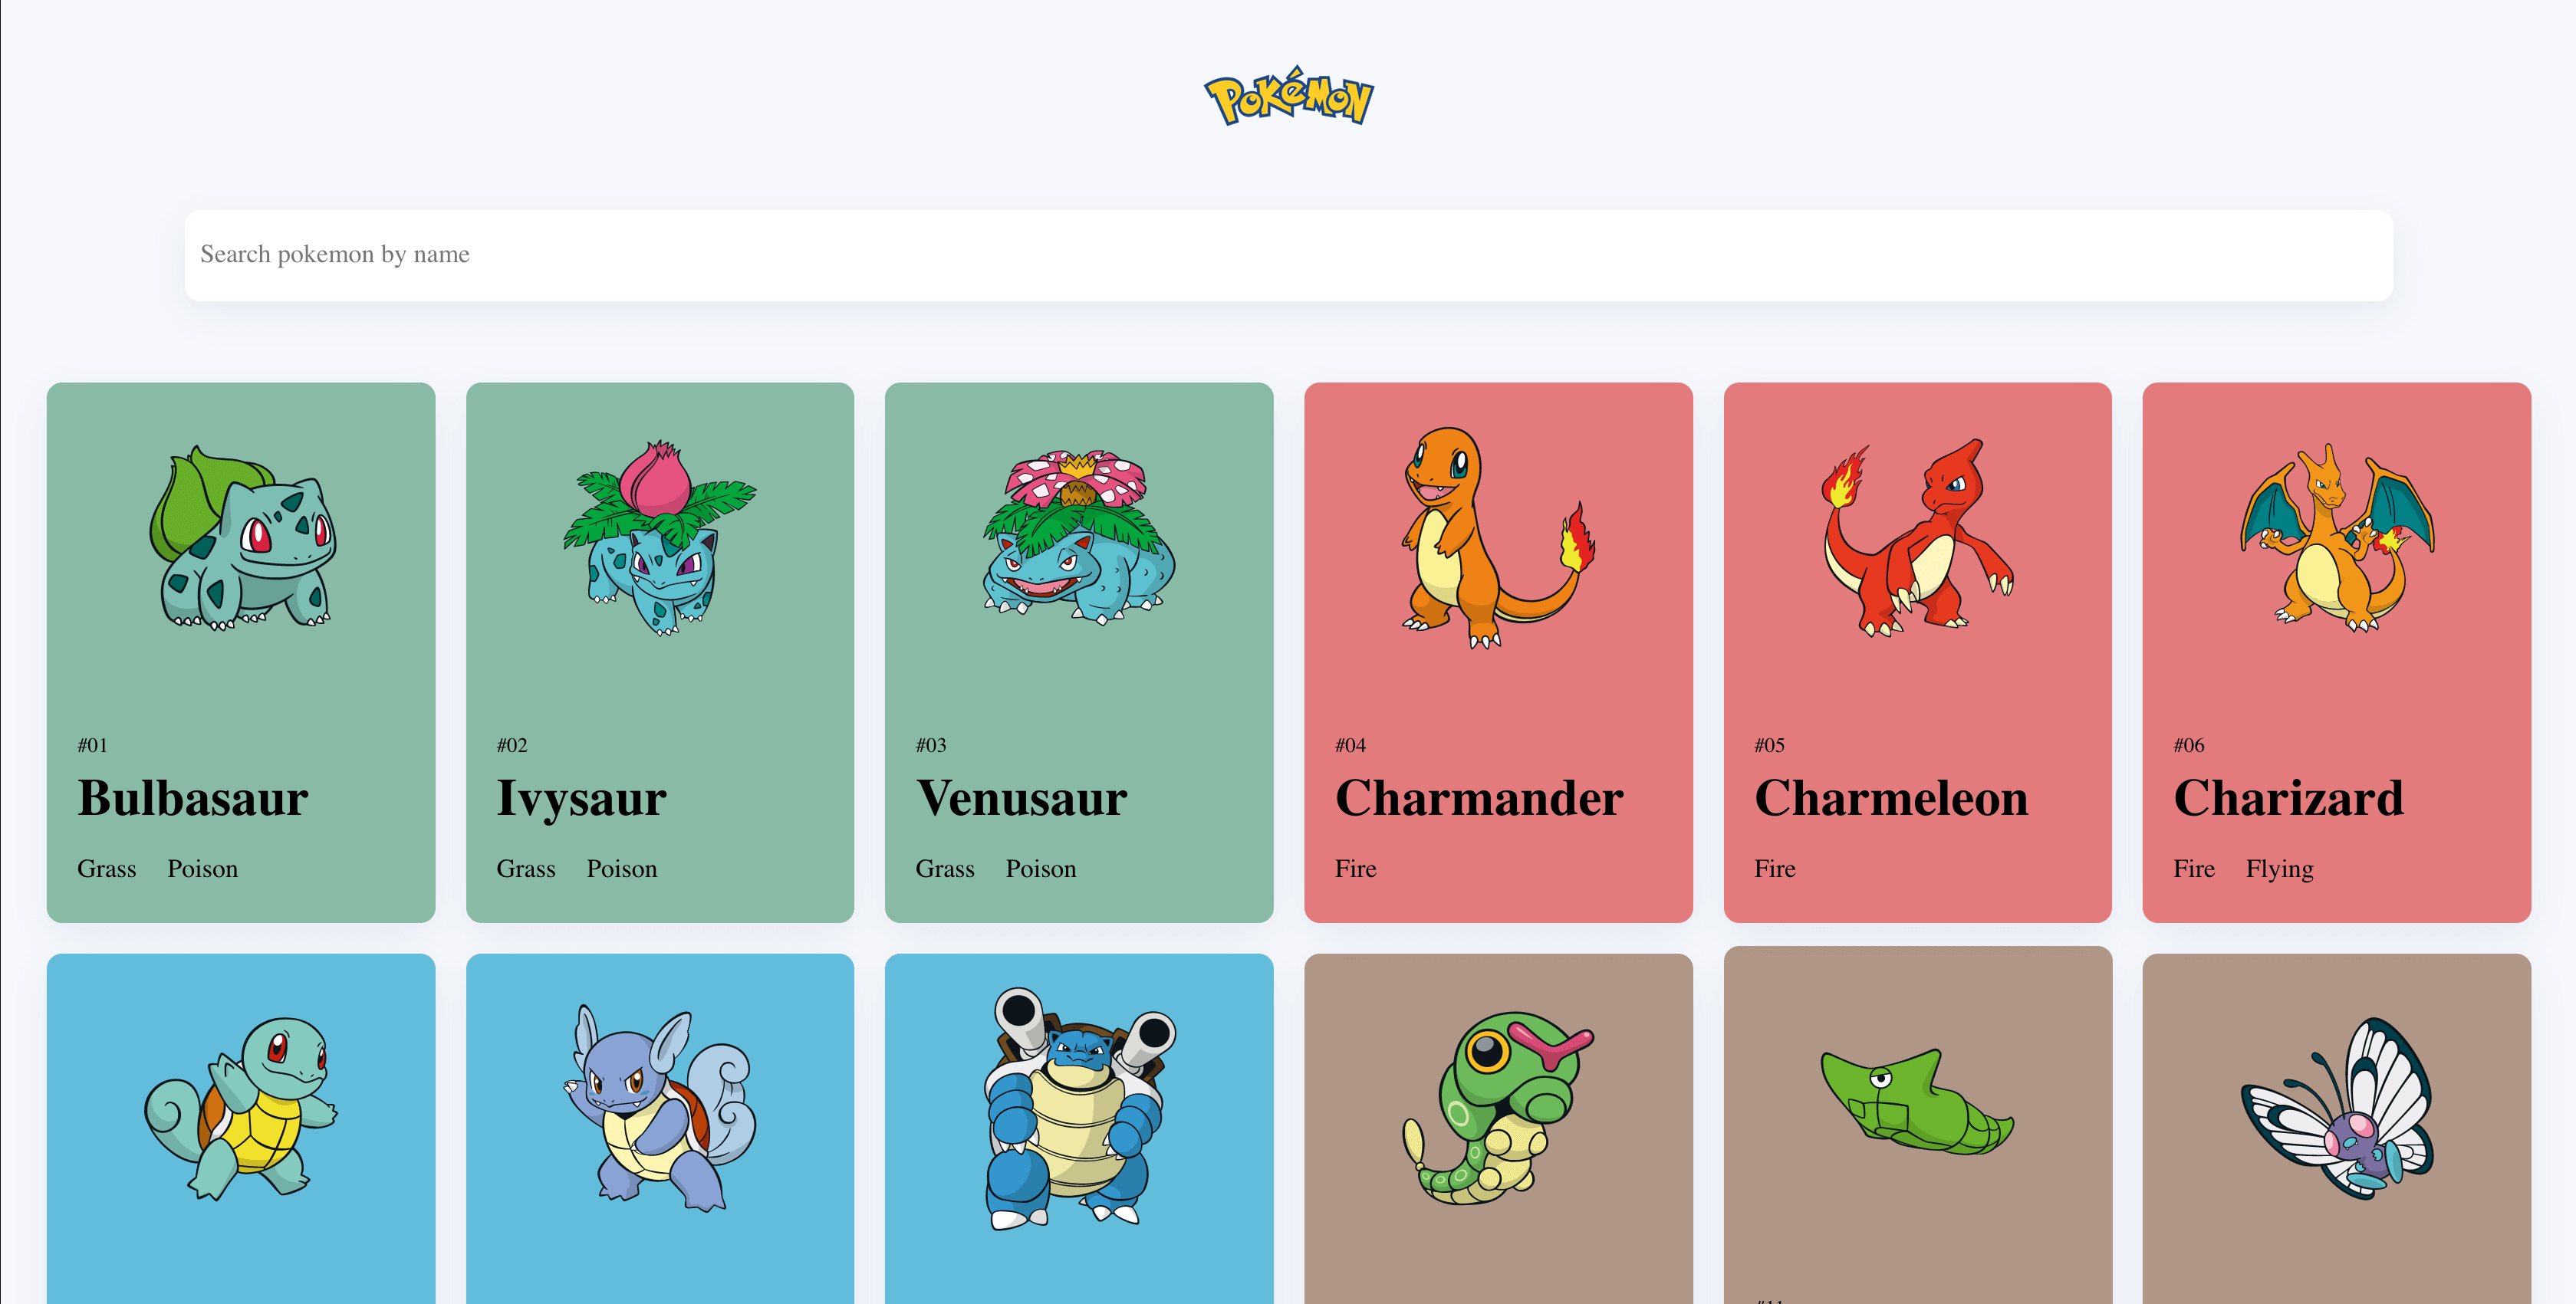 Pokémon
Search pokemon by name
#01
Bulbasaur
Grass Poison
#02
Ivysaur
Grass Poison
#03
Venusaur
Grass Poison
#04
Charmander
Fire
#05
Charmeleon
Fire
#06
Charizard
Fire Flying